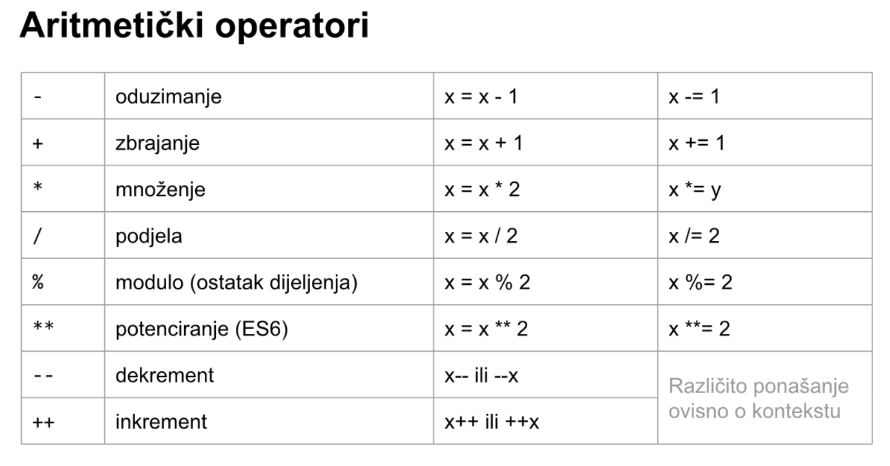 Aritmetički operatori
- oduzimanje x = x - 1 x -= 1
+ zbrajanje x = x + 1 x += 1
* množenje x = x * 2 x *= y
/ podjela x = x / 2 x /= 2
% modulo (ostatak dijeljenja) x = x % 2 x %= 2
** potenciranje (ES6) x = x ** 2 x **= 2
-- dekrement x-- ili --x
++ inkrement x++ ili ++x
Različito ponašanje
ovisno o kontekstu